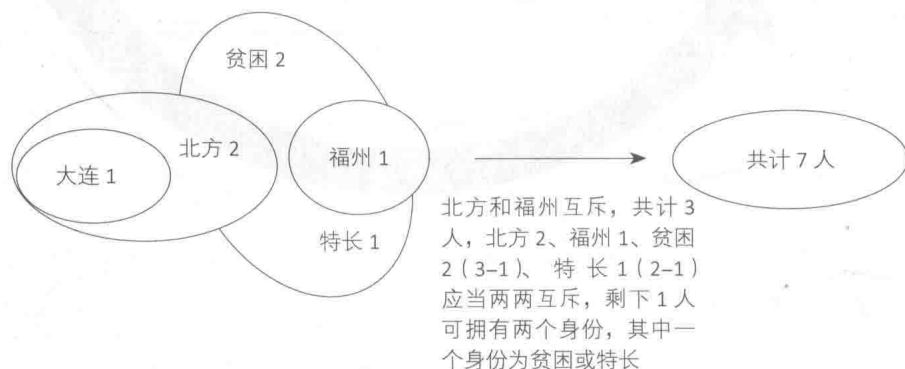 贫困 2
北方 2
大连 1
福州 1
特长 1
共计 7 人
北方和福州互斥，共计 3
人，北方 2、福州 1、贫困
2（3–1）、特 长 1（2–1）
应当两两互斥，剩下 1 人
可拥有两个身份，其中一
个身份为贫困或特长